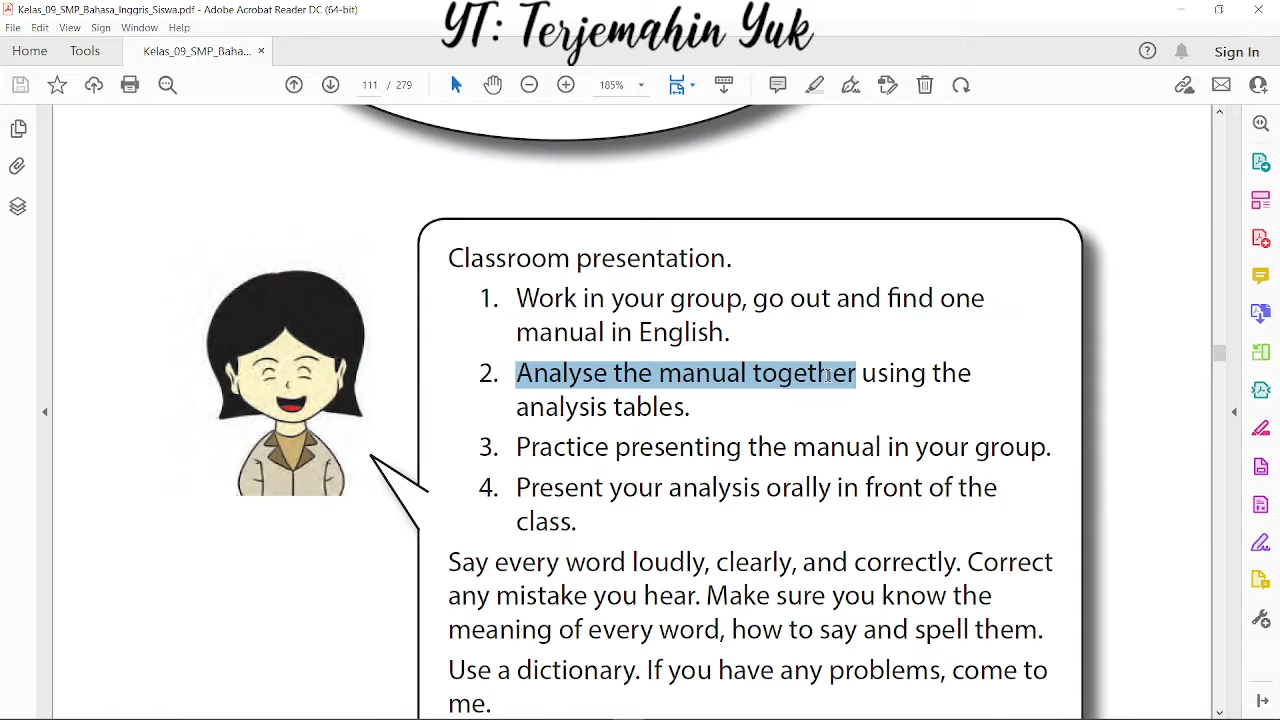 Kelas_09_SMP_Bahasa_Inggris_Siswa.pdf - Adobe Acrobat Reader DC (64-bit)
YT: Terjemahin Yuk
File Edit View Sign Window Help
Home Tools Kelas_09_SMP_Baha... × Sign In
111 / 279 185%
Classroom presentation.
1. Work in your group, go out and find one
manual in English.
2. Analyse the manual together using the
analysis tables.
3. Practice presenting the manual in your group.
4. Present your analysis orally in front of the
class.
Say every word loudly, clearly, and correctly. Correct
any mistake you hear. Make sure you know the
meaning of every word, how to say and spell them.
Use a dictionary. If you have any problems, come to
me.